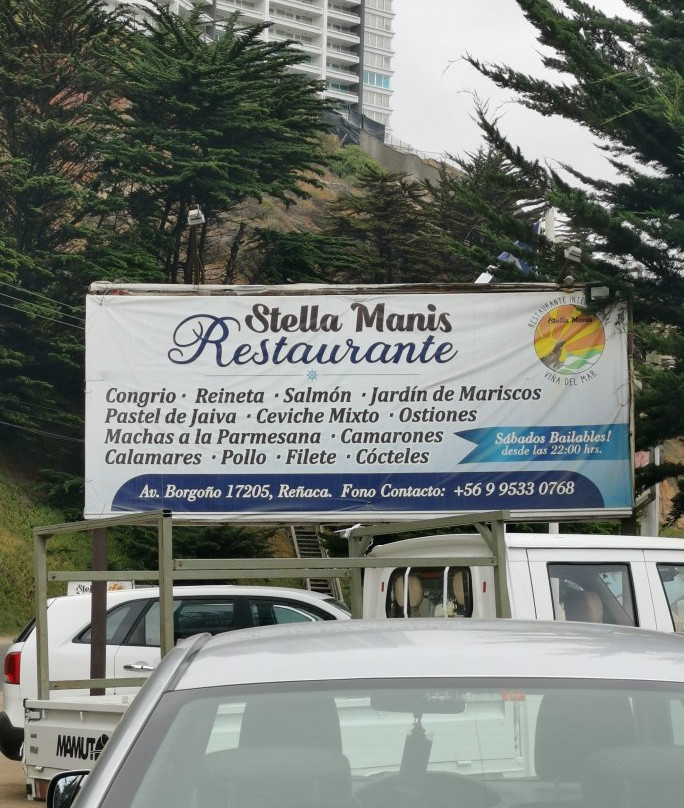 Stella Manis
Restaurante
Congrio · Reineta · Salmón · Jardín de Mariscos
Pastel de Jaiva · Ceviche Mixto · Ostiones
Machas a la Parmesana · Camarones
Calamares · Pollo · Filete · Cócteles
Sábados Bailables!
desde las 22:00 hrs.
Av. Borgoño 17205, Reñaca. Fono Contacto: +56 9 9533 0768
RESTAURANTE
Stella Manis
VIÑA DEL MAR
MAMUT